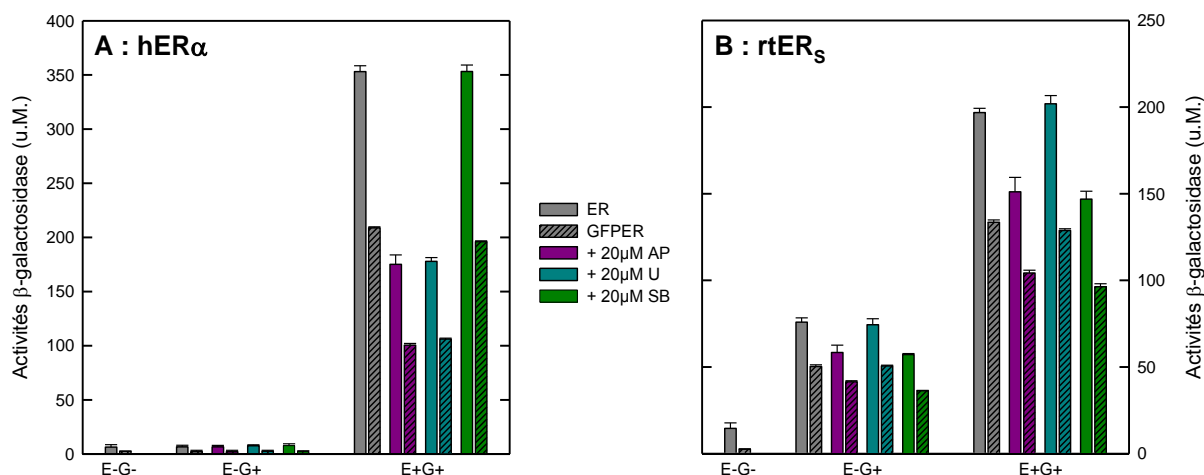 A : hERα
Activités β-galactosidase (u.M.)
400
350
300
250
200
150
100
50
0
E-G-
E-G+
E+G+
ER
GFPER
+ 20µM AP
+ 20µM U
+ 20µM SB
B : rtERS
250
200
150
100
50
0
Activités β-galactosidase (u.M.)
E-G-
E-G+
E+G+